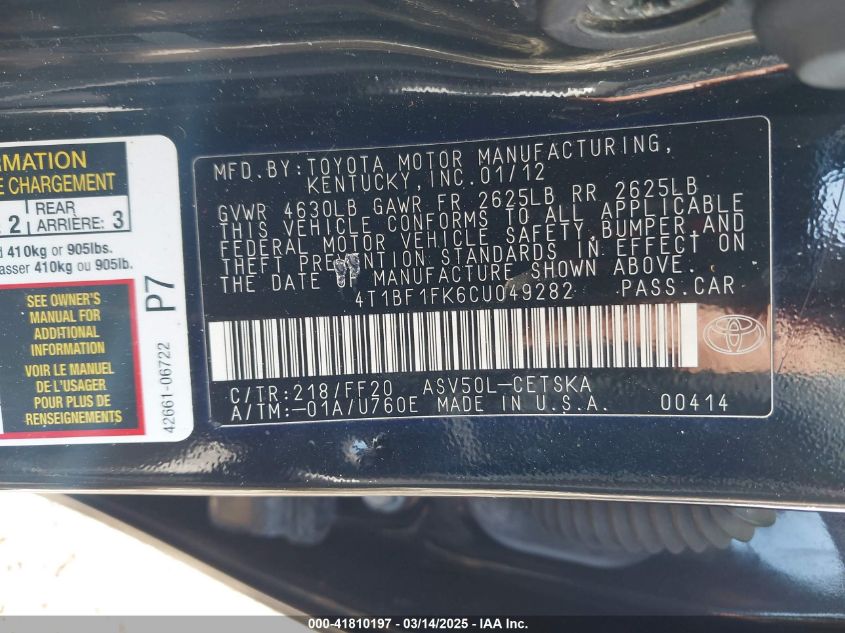 RMATION
E CHARGEMENT
2 | REAR ARRIÈRE: 3
d 410kg or 905lbs.
asser 410kg ou 905lb.
SEE OWNER'S
MANUAL FOR
ADDITIONAL
INFORMATION
VOIR LE MANUEL
DE L'USAGER
POUR PLUS DE
RENSEIGNEMENTS
P7
42661-06722
MFD.BY:TOYOTA MOTOR MANUFACTURING,
KENTUCKY,INC.01/12
GVWR 4630LB GAWR FR 2625LB RR 2625LB
THIS VEHICLE CONFORMS TO ALL APPLICABLE
FEDERAL MOTOR VEHICLE SAFETY,BUMPER AND
THEFT PREVENTION STANDARDS IN EFFECT ON
THE DATE MANUFACTURE SHOWN ABOVE.
4T1BF1FK6CU049282 PASS.CAR
C/TR:218/FF20 ASV50L-CETSKA
A/TM:-01A/U760E MADE IN U.S.A. 00414
TOYOTA
000-41810197 - 03/14/2025 - IAA Inc.